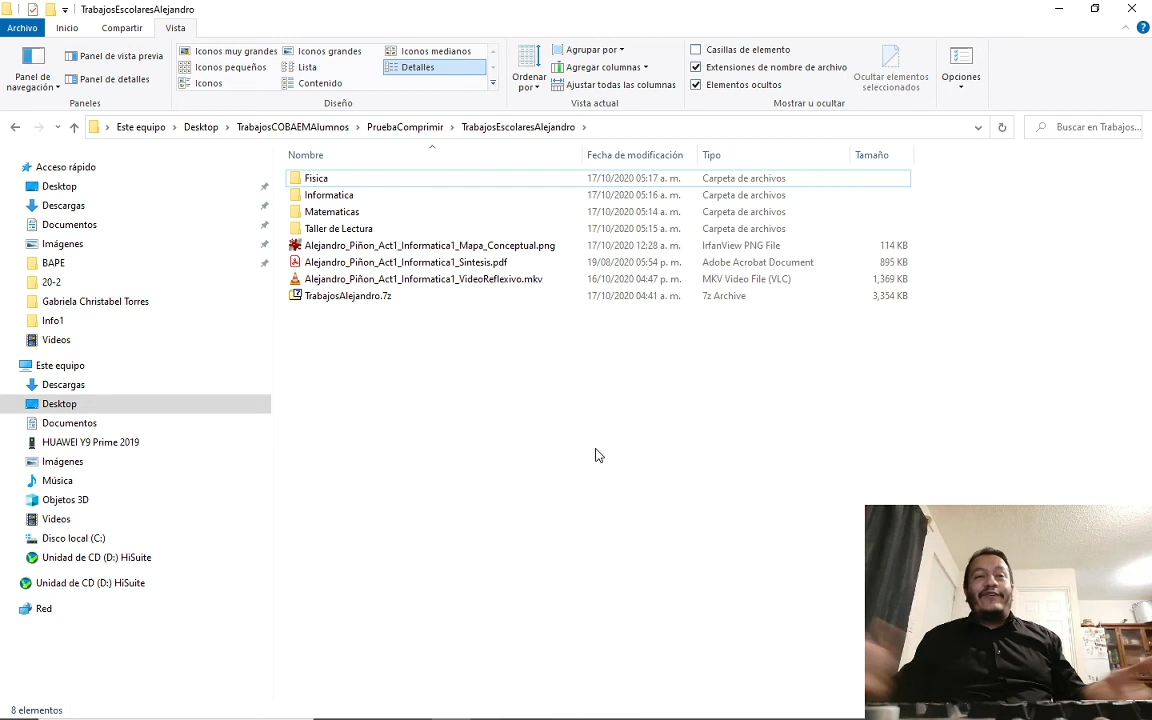 TrabajosEscolaresAlejandro
Archivo Inicio Compartir Vista
Panel de navegación
Panel de vista previa
Panel de detalles
Paneles
Iconos muy grandes Iconos grandes Iconos medianos
Iconos pequeños Lista Detalles
Iconos Contenido
Diseño
Ordenar por
Agrupar por
Agregar columnas
Ajustar todas las columnas
Vista actual
Casillas de elemento
Extensiones de nombre de archivo
Elementos ocultos
Ocultar elementos seleccionados
Mostrar u ocultar
Opciones
Este equipo > Desktop > TrabajosCOBAEMAlumnos > PruebaComprimir > TrabajosEscolaresAlejandro >
Buscar en Trabajos...
Acceso rápido
Desktop
Descargas
Documentos
Imágenes
BAPE
20-2
Gabriela Christabel Torres
Info1
Videos
Este equipo
Descargas
Desktop
Documentos
HUAWEI Y9 Prime 2019
Imágenes
Música
Objetos 3D
Videos
Disco local (C:)
Unidad de CD (D:) HiSuite
Unidad de CD (D:) HiSuite
Red
Nombre Fecha de modificación Tipo Tamaño
Fisica 17/10/2020 05:17 a. m. Carpeta de archivos
Informatica 17/10/2020 05:16 a. m. Carpeta de archivos
Matematicas 17/10/2020 05:14 a. m. Carpeta de archivos
Taller de Lectura 17/10/2020 05:15 a. m. Carpeta de archivos
Alejandro_Piñon_Act1_Informatica1_Mapa_Conceptual.png 17/10/2020 12:28 a. m. IrfanView PNG File 114 KB
Alejandro_Piñon_Act1_Informatica1_Sintesis.pdf 19/08/2020 05:54 p. m. Adobe Acrobat Document 895 KB
Alejandro_Piñon_Act1_Informatica1_VideoReflexivo.mkv 16/10/2020 04:47 p. m. MKV Video File (VLC) 1,369 KB
TrabajosAlejandro.7z 17/10/2020 04:41 a. m. 7z Archive 3,354 KB
8 elementos